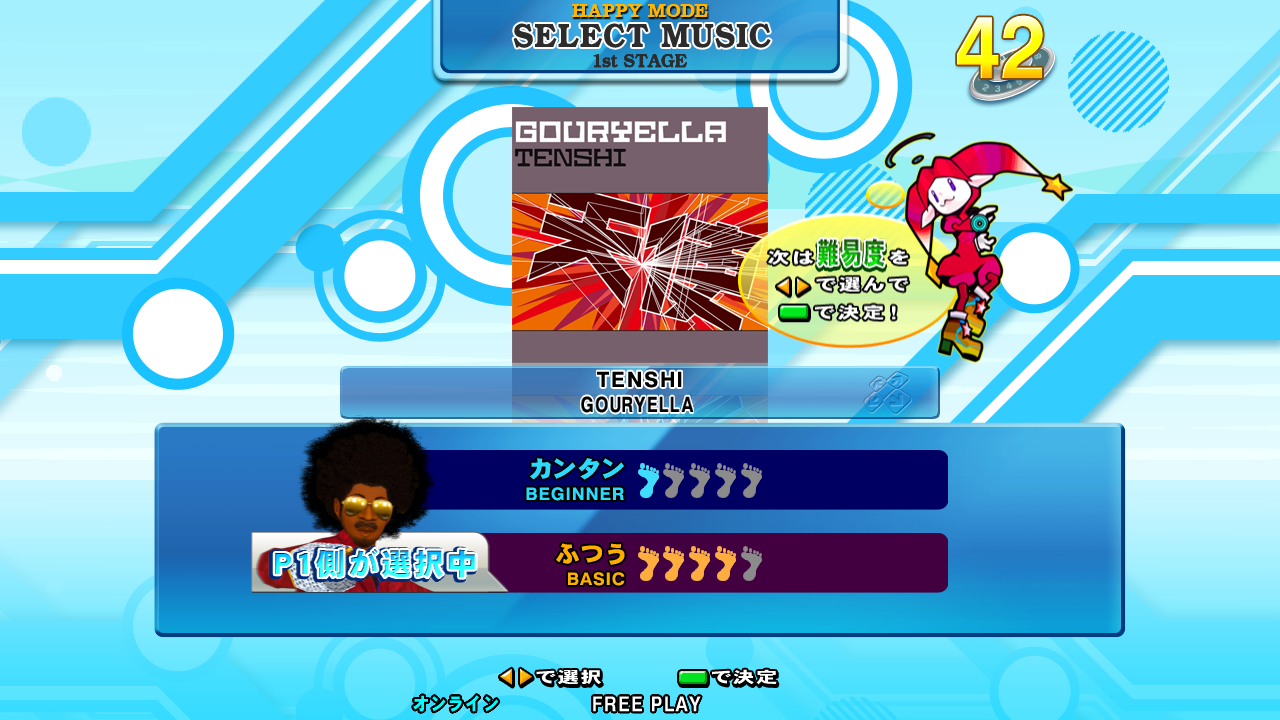 HAPPY MODE
SELECT MUSIC
1st STAGE
42
GOURYELLA
TENSHI
次は難易度を
で選んで
で決定!
TENSHI
GOURYELLA
カンタン
BEGINNER
P1側が選択中
ふつう
BASIC
で選択
で決定
オンライン
FREE PLAY